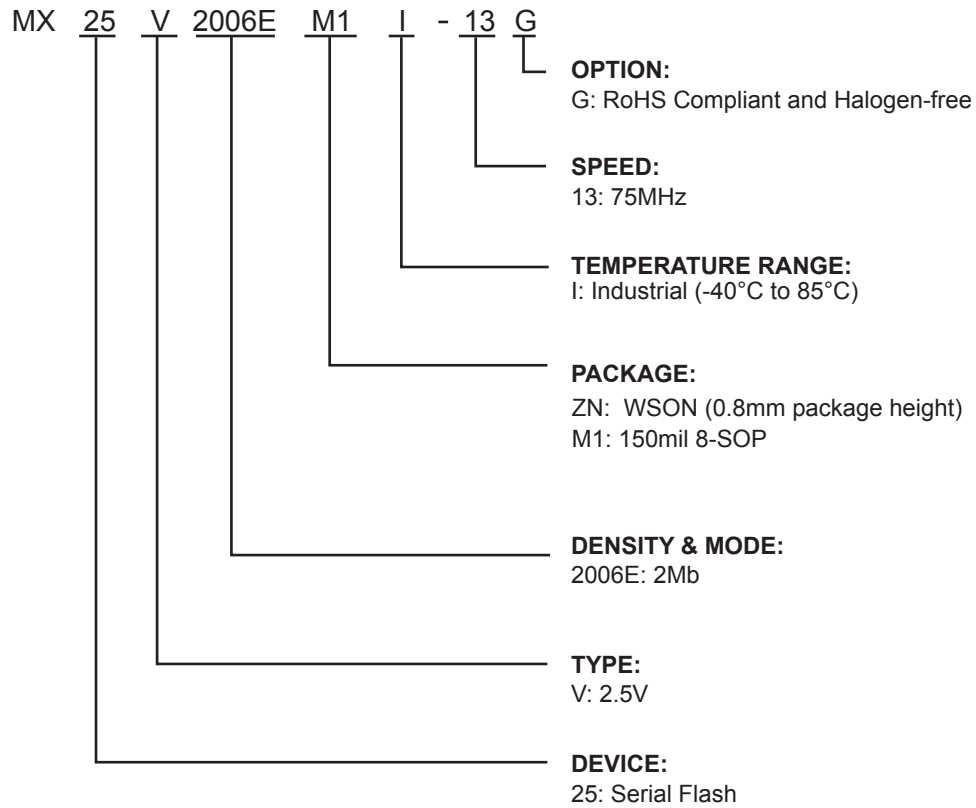 MX 25 V 2006E M1 I - 13 G
OPTION:
G: RoHS Compliant and Halogen-free
SPEED:
13: 75MHz
TEMPERATURE RANGE:
I: Industrial (-40°C to 85°C)
PACKAGE:
ZN: WSON (0.8mm package height)
M1: 150mil 8-SOP
DENSITY & MODE:
2006E: 2Mb
TYPE:
V: 2.5V
DEVICE:
25: Serial Flash